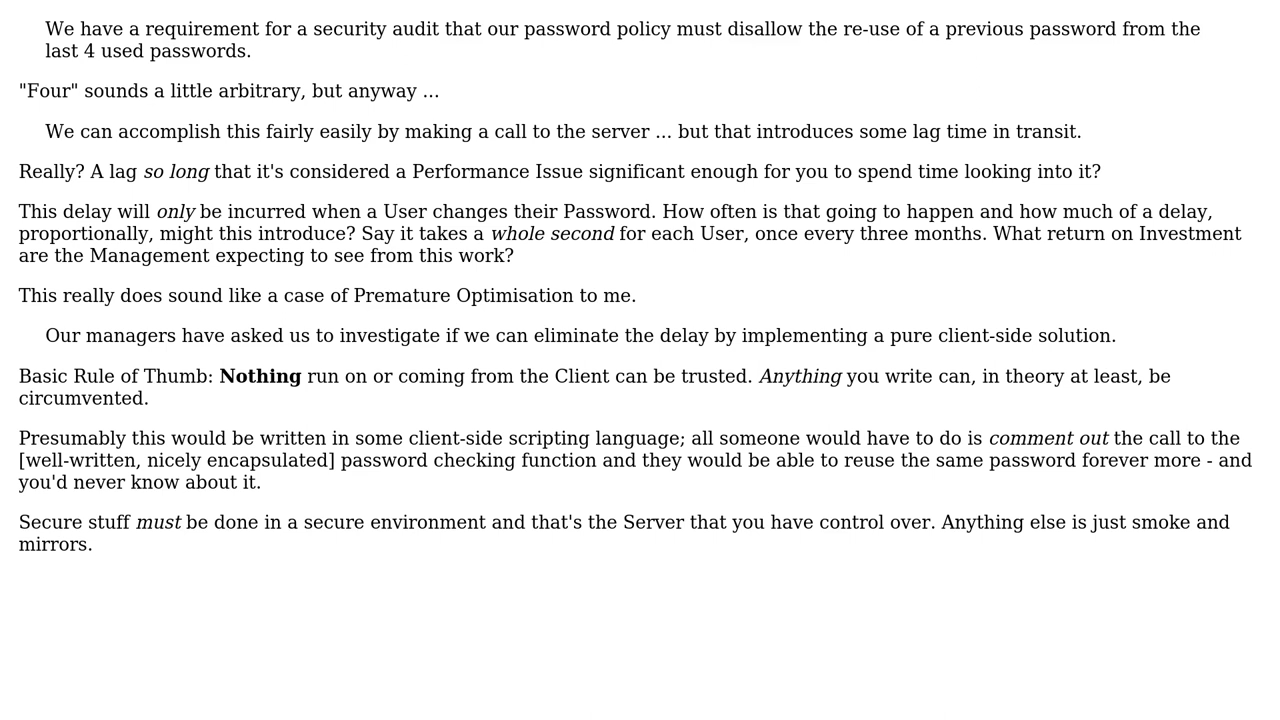 We have a requirement for a security audit that our password policy must disallow the re-use of a previous password from the
last 4 used passwords.
"Four" sounds a little arbitrary, but anyway ...
We can accomplish this fairly easily by making a call to the server ... but that introduces some lag time in transit.
Really? A lag so long that it's considered a Performance Issue significant enough for you to spend time looking into it?
This delay will only be incurred when a User changes their Password. How often is that going to happen and how much of a delay,
proportionally, might this introduce? Say it takes a whole second for each User, once every three months. What return on Investment
are the Management expecting to see from this work?
This really does sound like a case of Premature Optimisation to me.
Our managers have asked us to investigate if we can eliminate the delay by implementing a pure client-side solution.
Basic Rule of Thumb: Nothing run on or coming from the Client can be trusted. Anything you write can, in theory at least, be
circumvented.
Presumably this would be written in some client-side scripting language; all someone would have to do is comment out the call to the
[well-written, nicely encapsulated] password checking function and they would be able to reuse the same password forever more - and
you'd never know about it.
Secure stuff must be done in a secure environment and that's the Server that you have control over. Anything else is just smoke and
mirrors.